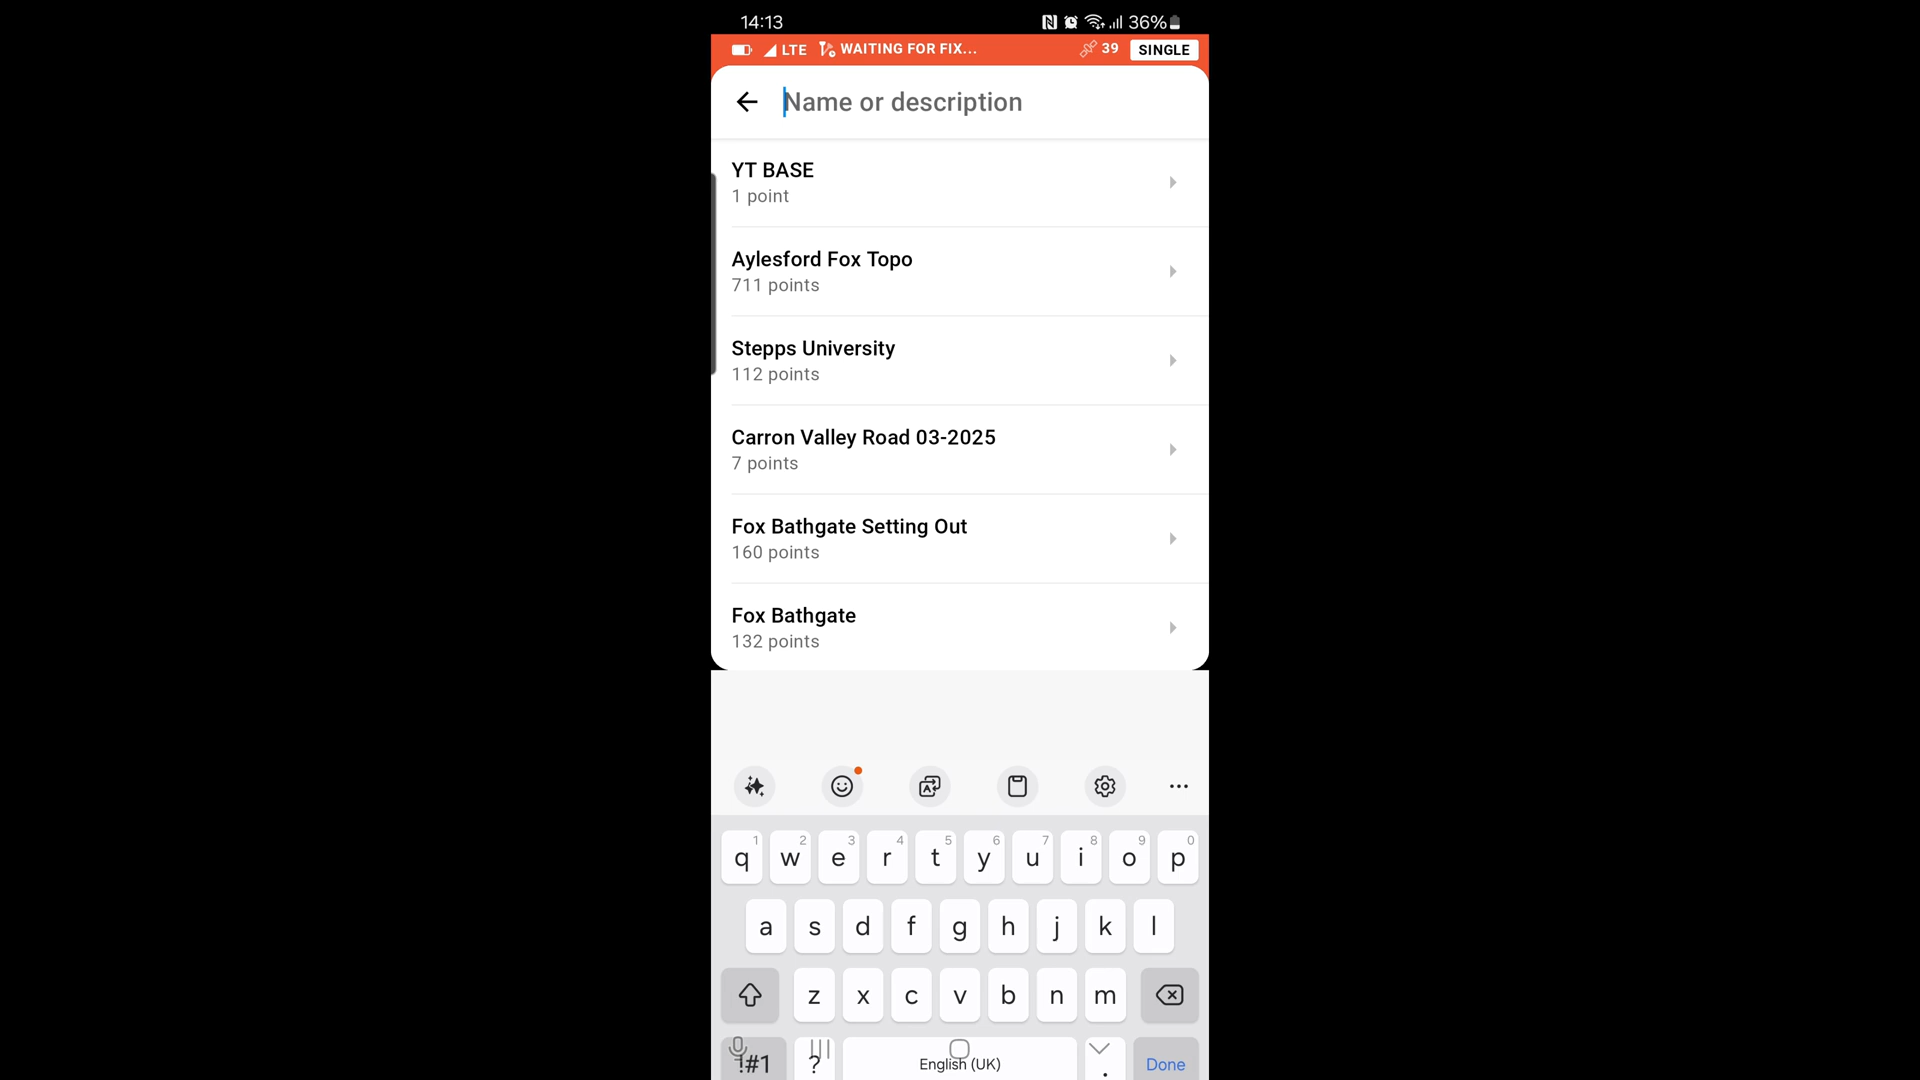 14:13 36%
LTE WAITING FOR FIX... 39 SINGLE
Name or description
YT BASE
1 point
Aylesford Fox Topo
711 points
Stepps University
112 points
Carron Valley Road 03-2025
7 points
Fox Bathgate Setting Out
160 points
Fox Bathgate
132 points
1 2 3 4 5 6 7 8 9 0
q w e r t y u i o p
a s d f g h j k l
z x c v b n m
!#1 ? English (UK) . Done